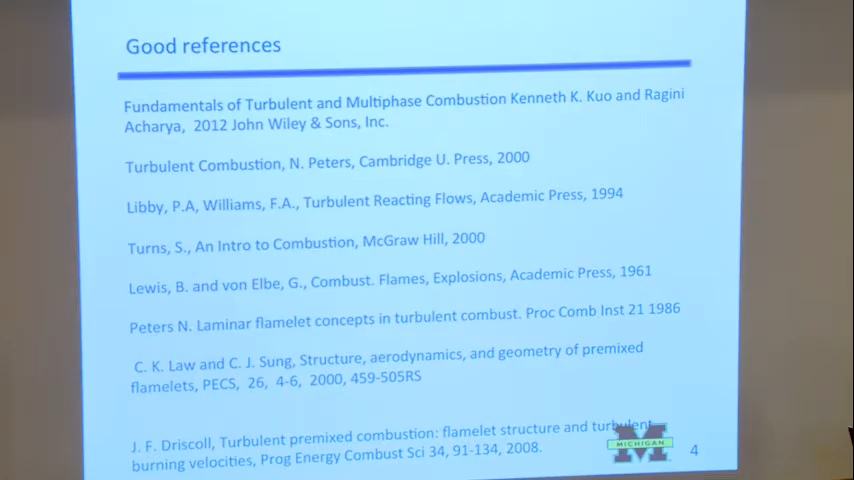 Good references
Fundamentals of Turbulent and Multiphase Combustion Kenneth K. Kuo and Ragini
Acharya, 2012 John Wiley & Sons, Inc.
Turbulent Combustion, N. Peters, Cambridge U. Press, 2000
Libby, P.A, Williams, F.A., Turbulent Reacting Flows, Academic Press, 1994
Turns, S., An Intro to Combustion, McGraw Hill, 2000
Lewis, B. and von Elbe, G., Combust. Flames, Explosions, Academic Press, 1961
Peters N. Laminar flamelet concepts in turbulent combust. Proc Comb Inst 21 1986
C. K. Law and C. J. Sung, Structure, aerodynamics, and geometry of premixed
flamelets, PECS, 26, 4-6, 2000, 459-505RS
J. F. Driscoll, Turbulent premixed combustion: flamelet structure and turbulent
burning velocities, Prog Energy Combust Sci 34, 91-134, 2008.
MICHIGAN
4